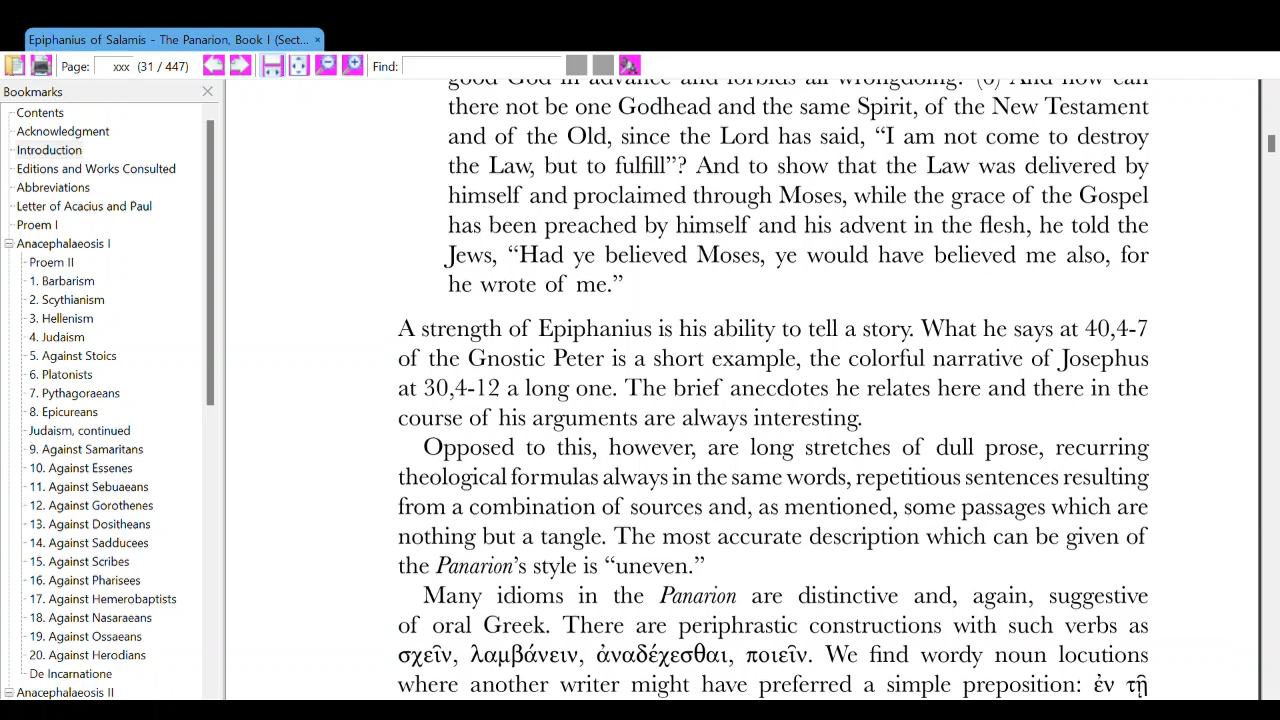 Epiphanius of Salamis - The Panarion, Book I (Sect... ×
Page: xxx (31 / 447) Find:
Bookmarks
Contents
Acknowledgment
Introduction
Editions and Works Consulted
Abbreviations
Letter of Acacius and Paul
Proem I
Anacephalaeosis I
Proem II
1. Barbarism
2. Scythianism
3. Hellenism
4. Judaism
5. Against Stoics
6. Platonists
7. Pythagoraeans
8. Epicureans
Judaism, continued
9. Against Samaritans
10. Against Essenes
11. Against Sebuaeans
12. Against Gorothenes
13. Against Dositheans
14. Against Sadducees
15. Against Scribes
16. Against Pharisees
17. Against Hemerobaptists
18. Against Nasaraeans
19. Against Ossaeans
20. Against Herodians
De Incarnatione
Anacephalaeosis II
good God in advance and forbids all wrongdoing? (6) And how can
there not be one Godhead and the same Spirit, of the New Testament
and of the Old, since the Lord has said, “I am not come to destroy
the Law, but to fulfill”? And to show that the Law was delivered by
himself and proclaimed through Moses, while the grace of the Gospel
has been preached by himself and his advent in the flesh, he told the
Jews, “Had ye believed Moses, ye would have believed me also, for
he wrote of me.”
A strength of Epiphanius is his ability to tell a story. What he says at 40,4-7
of the Gnostic Peter is a short example, the colorful narrative of Josephus
at 30,4-12 a long one. The brief anecdotes he relates here and there in the
course of his arguments are always interesting.
Opposed to this, however, are long stretches of dull prose, recurring
theological formulas always in the same words, repetitious sentences resulting
from a combination of sources and, as mentioned, some passages which are
nothing but a tangle. The most accurate description which can be given of
the Panarion’s style is “uneven.”
Many idioms in the Panarion are distinctive and, again, suggestive
of oral Greek. There are periphrastic constructions with such verbs as
σχεῖν, λαμβάνειν, ἀναδέχεσθαι, ποιεῖν. We find wordy noun locutions
where another writer might have preferred a simple preposition: ἐν τῇ